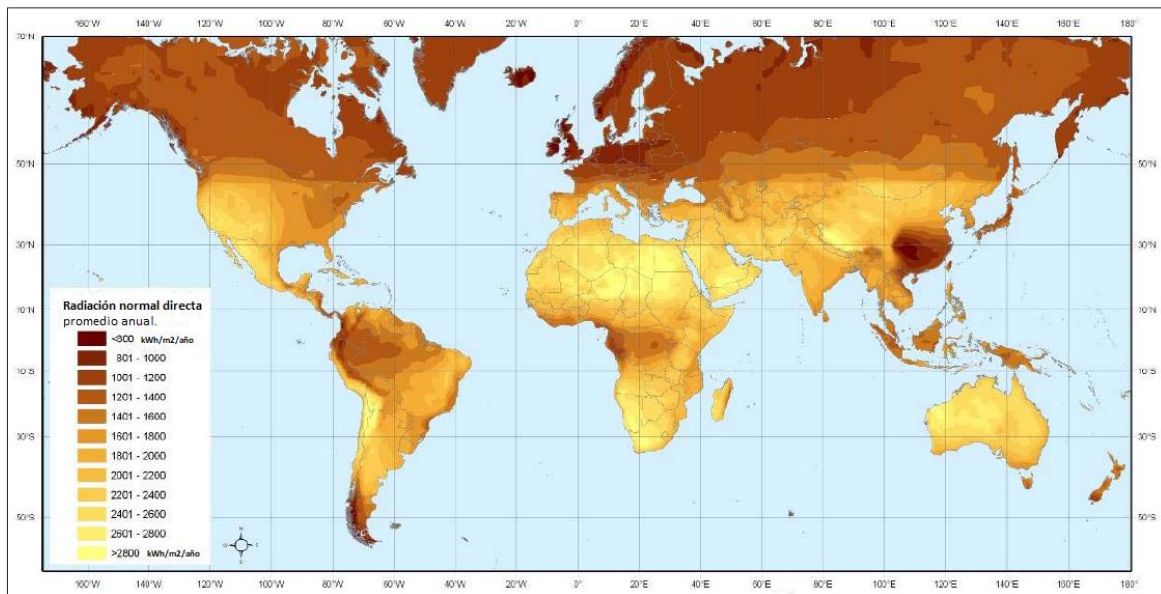 160°W 140°W 120°W 100°W 80°W 60°W 40°W 20°W 0° 20°E 40°E 60°E 80°E 100°E 120°E 140°E 160°E 180°
70°N 70°N
50°N 50°N
30°N 30°N
10°N 10°N
10°S 10°S
30°S 30°S
50°S 50°S
Radiación normal directa
promedio anual.
<800 kWh/m2/año
801 - 1000
1001 - 1200
1201 - 1400
1401 - 1600
1601 - 1800
1801 - 2000
2001 - 2200
2201 - 2400
2401 - 2600
2601 - 2800
>2800 kWh/m2/año
N
W E
S
160°W 140°W 120°W 100°W 80°W 60°W 40°W 20°W 0° 20°E 40°E 60°E 80°E 100°E 120°E 140°E 160°E 180°